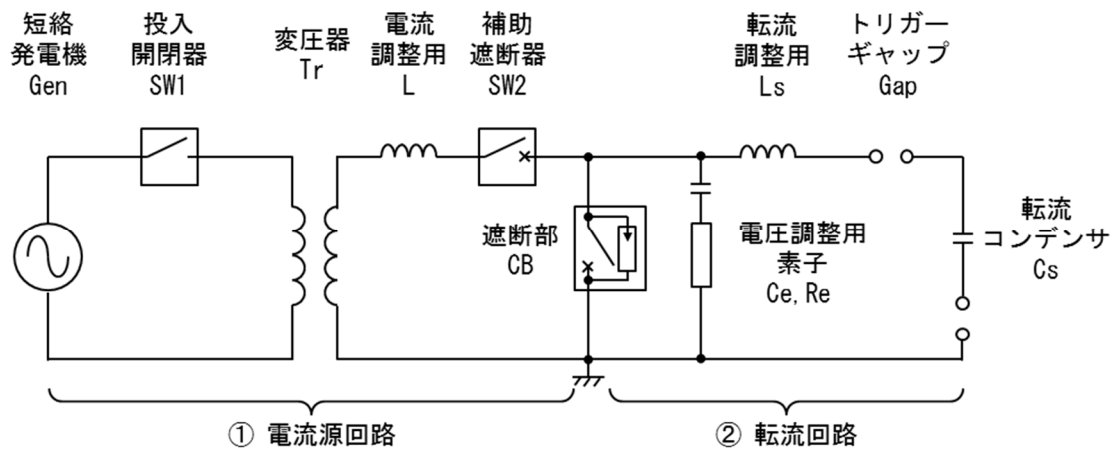 短絡
発電機
Gen
投入
開閉器
SW1
変圧器
Tr
電流
調整用
L
補助
遮断器
SW2
転流
調整用
Ls
トリガー
ギャップ
Gap
遮断部
CB
電圧調整用
素子
Ce, Re
転流
コンデンサ
Cs
① 電流源回路
② 転流回路